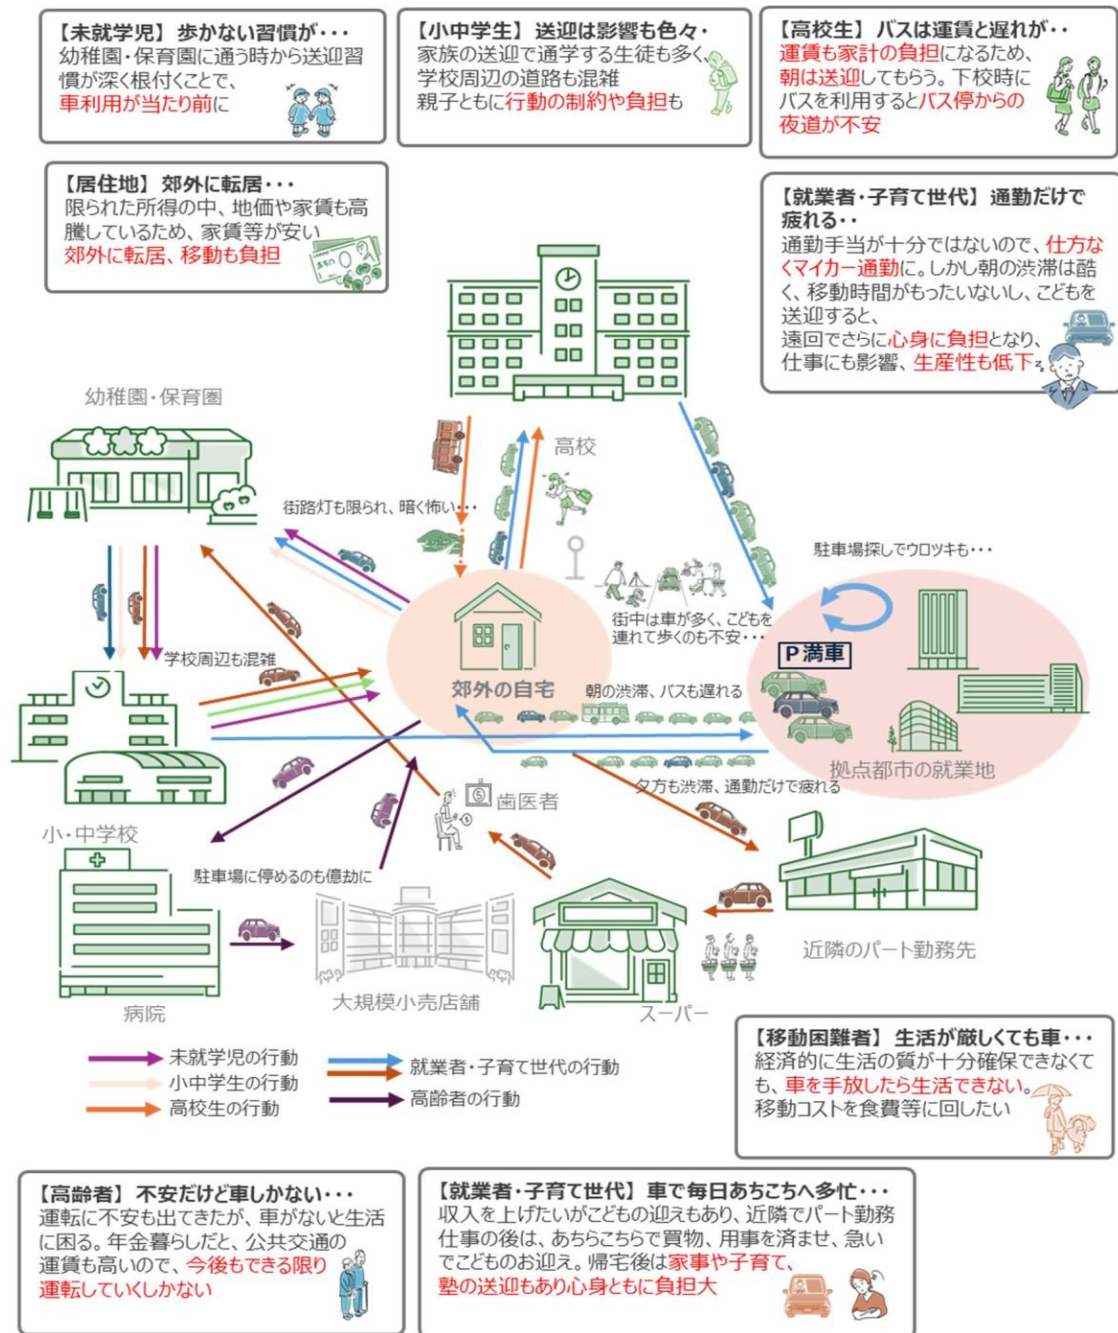 【未就学児】 歩かない習慣が・・・
幼稚園・保育園に通う時から送迎習
慣が深く根付くことで、
車利用が当たり前に
【小中学生】 送迎は影響も色々・
家族の送迎で通学する生徒も多く、
学校周辺の道路も混雑
親子ともに行動の制約や負担も
【高校生】 バスは運賃と遅れが・・
運賃も家計の負担になるため、
朝は送迎してもらう。下校時に
バスを利用するとバス停からの
夜道が不安
【居住地】 郊外に転居・・・
限られた所得の中、地価や家賃も高
騰しているため、家賃等が安い
郊外に転居、移動も負担
【就業者・子育て世代】 通勤だけで
疲れる・・
通勤手当が十分ではないので、仕方な
くマイカー通勤に。しかし朝の渋滞は酷
く、移動時間がもったいないし、こどもを
送迎すると、
遠回でさらに心身に負担となり、
仕事にも影響、生産性も低下
幼稚園・保育園
高校
街路灯も限られ、暗く怖い・・・
駐車場探しでウロツキも・・・
街中は車が多く、こどもを
連れて歩くのも不安・・・
P満車
学校周辺も混雑
郊外の自宅
朝の渋滞、バスも遅れる
拠点都市の就業地
夕方も渋滞、通勤だけで疲れる
歯医者
小・中学校
駐車場に停めるのも億劫に
近隣のパート勤務先
病院
大規模小売店舗
スーパー
未就学児の行動
小中学生の行動
高校生の行動
就業者・子育て世代の行動
高齢者の行動
【移動困難者】 生活が厳しくても車・・・
経済的に生活の質が十分確保できなくて
も、車を手放したら生活できない。
移動コストを食費等に回したい
【高齢者】 不安だけど車しかない・・・
運転に不安も出てきたが、車がないと生活
に困る。年金暮らしだと、公共交通の
運賃も高いので、今後もできる限り
運転していくしかない
【就業者・子育て世代】 車で毎日あちこちへ多忙・・・
収入を上げたいがこどもの迎えもあり、近隣でパート勤務
仕事の後は、あちらこちらで買物、用事を済ませ、急い
でこどものお迎え。帰宅後は家事や子育て、
塾の送迎もあり心身ともに負担大